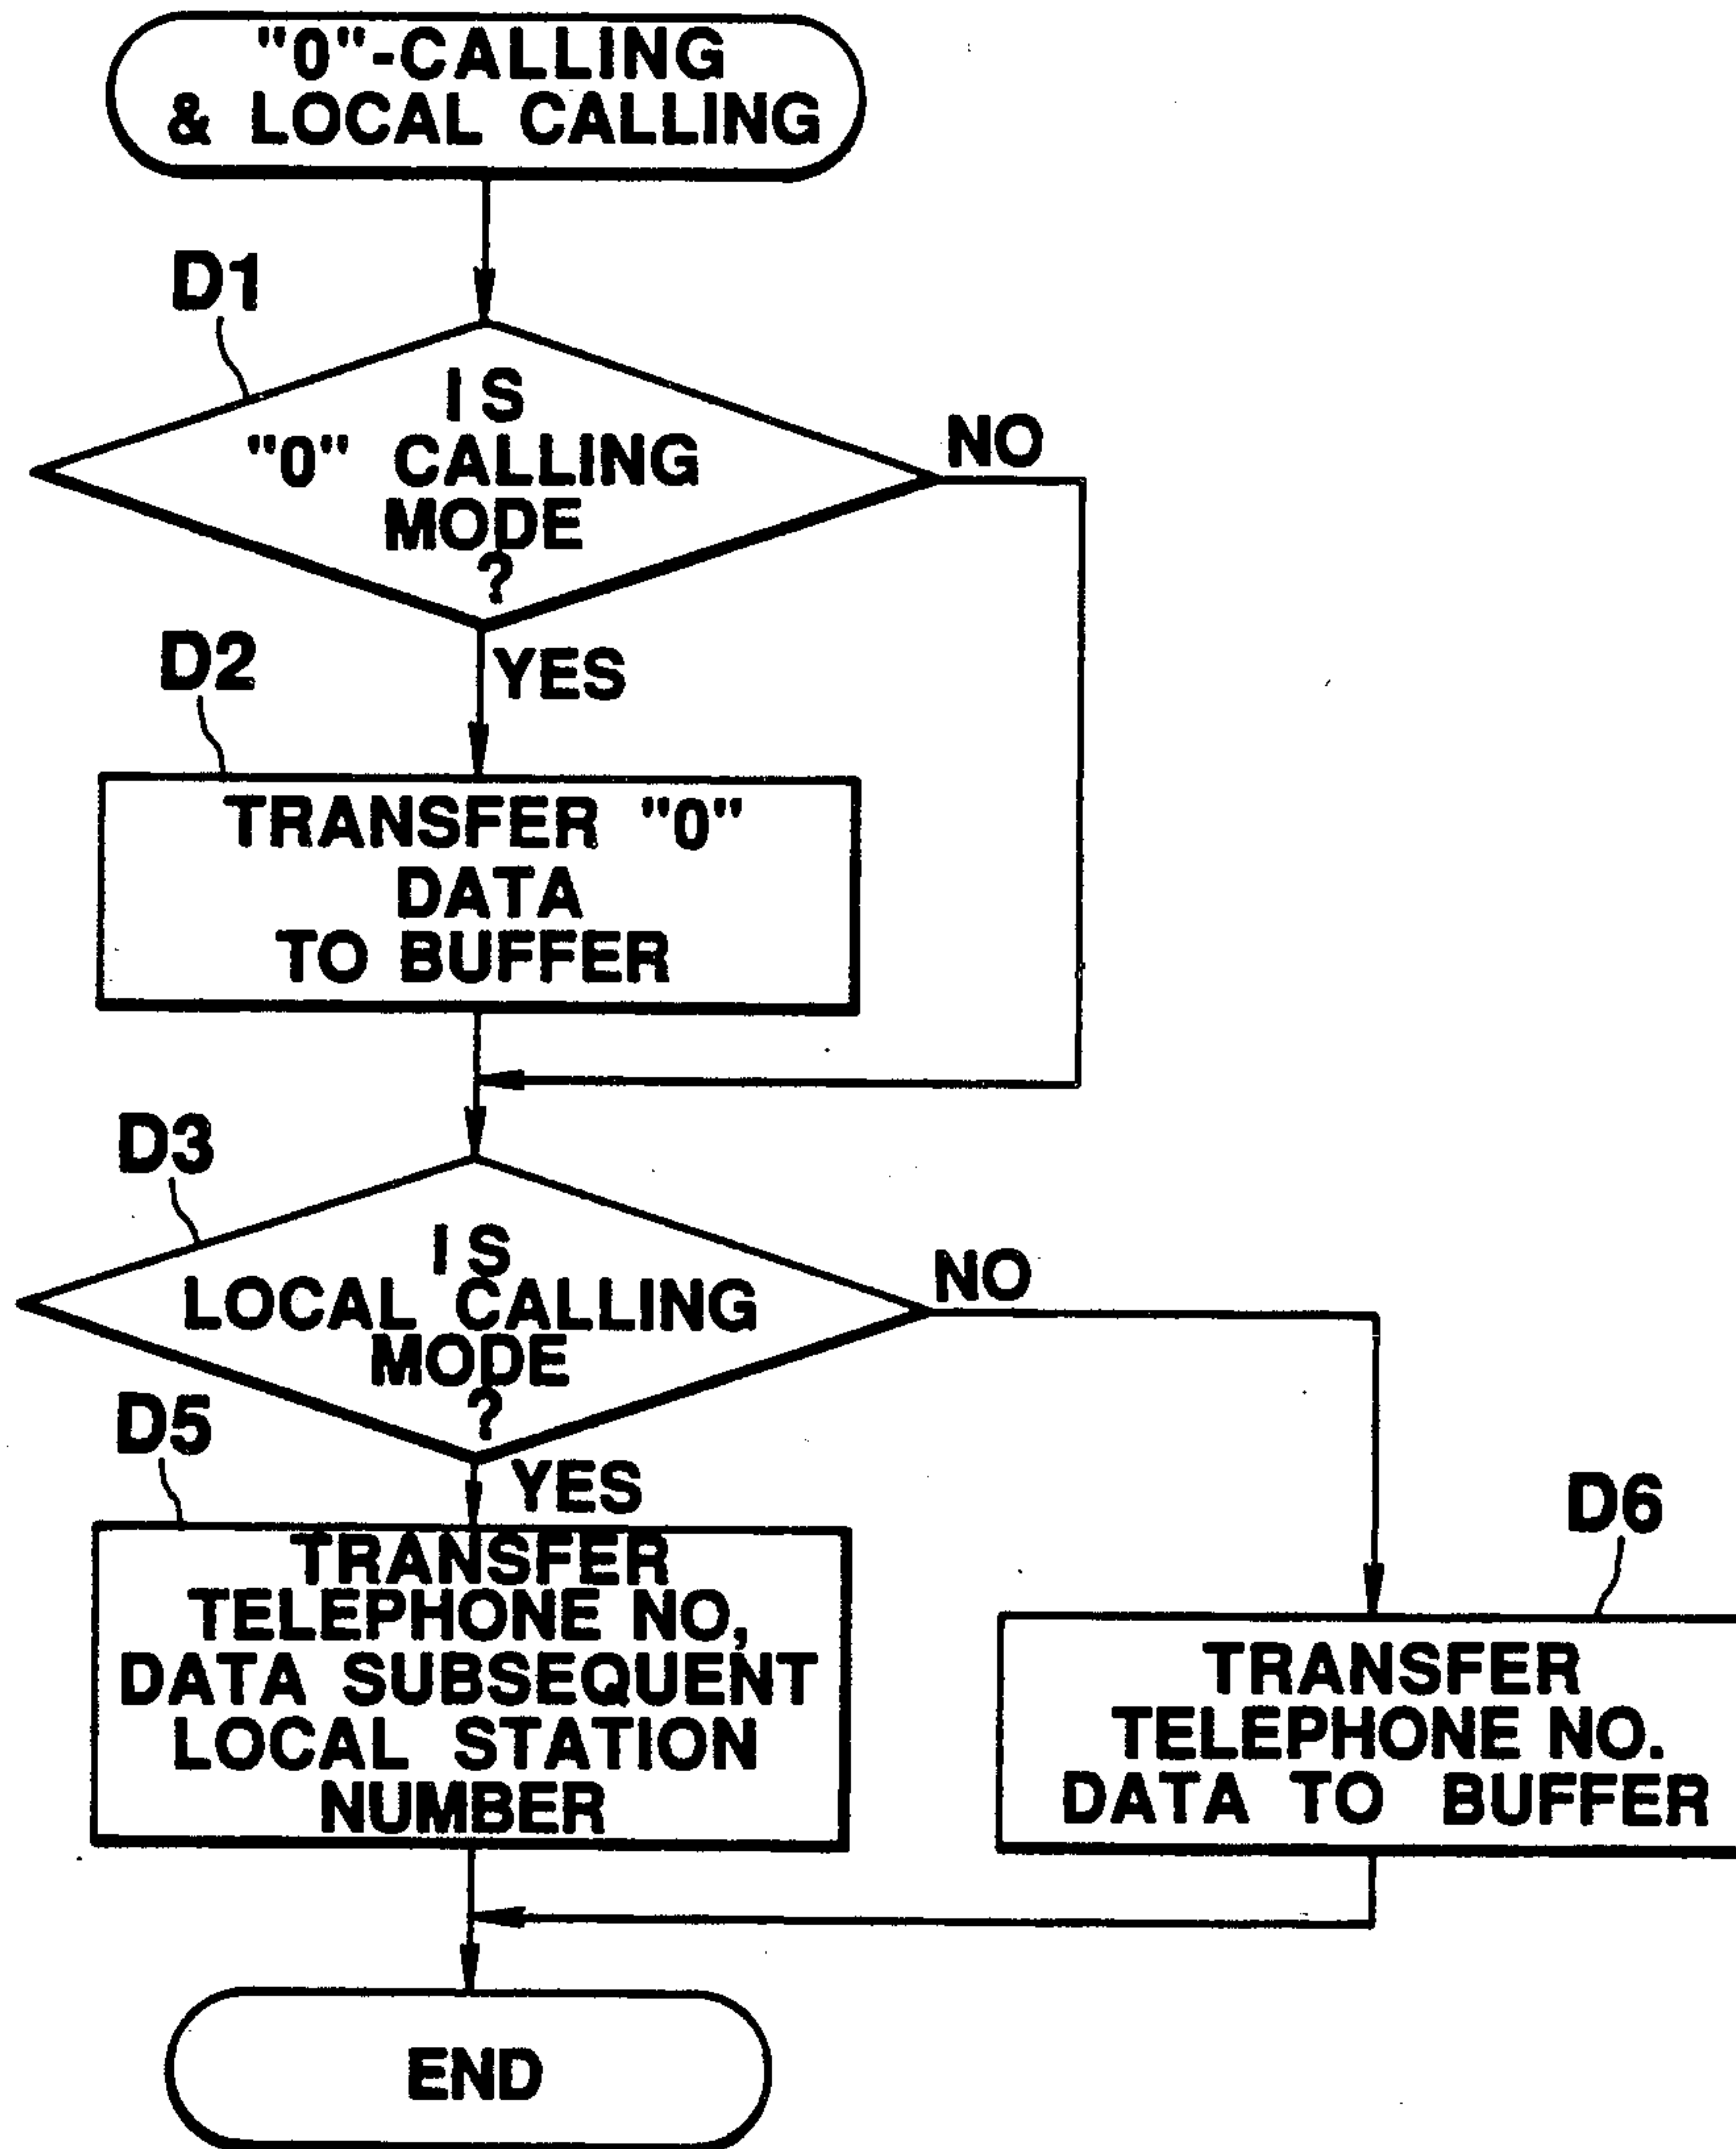 "0"-CALLING
& LOCAL CALLING
D1
IS
"0" CALLING
MODE
?
NO
YES
D2
TRANSFER "0"
DATA
TO BUFFER
D3
IS
LOCAL CALLING
MODE
?
NO
YES
D5
TRANSFER
TELEPHONE NO,
DATA SUBSEQUENT
LOCAL STATION
NUMBER
D6
TRANSFER
TELEPHONE NO.
DATA TO BUFFER
END